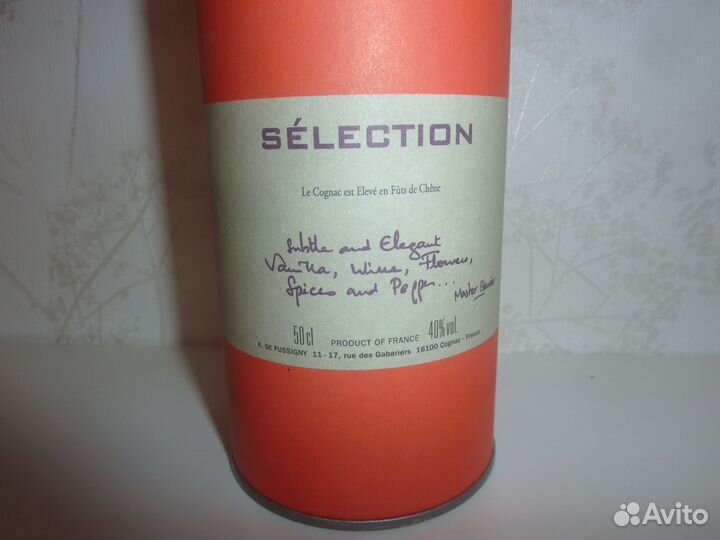 SÉLECTION
Le Cognac est Elevé en Fûts de Chêne
Subtle and Elegant
Vanilla, Wine, Flowers,
Spices and Pepper...
Master Blender
50cl PRODUCT OF FRANCE 40%vol.
A. DE FUSSIGNY 11-17, rue des Gabariers 16100 Cognac - France
Avito